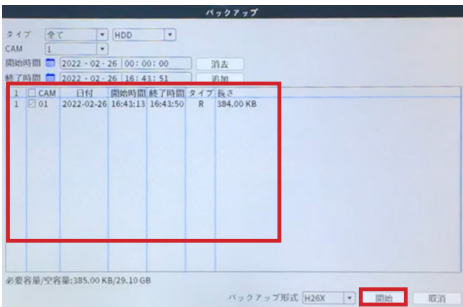 バックアップ
タイプ 全て HDD
CAM 1
開始時間 2022 - 02 - 26 00 : 00 : 00 消去
終了時間 2022 - 02 - 26 16 : 43 : 51 追加
1 CAM 日付 開始時間 終了時間 タイプ 長さ
1 01 2022-02-26 16:43:13 16:43:50 R 384.00 KB
必要容量/空容量:385.00 KB/29.10 GB
バックアップ形式 H26X 開始 取消